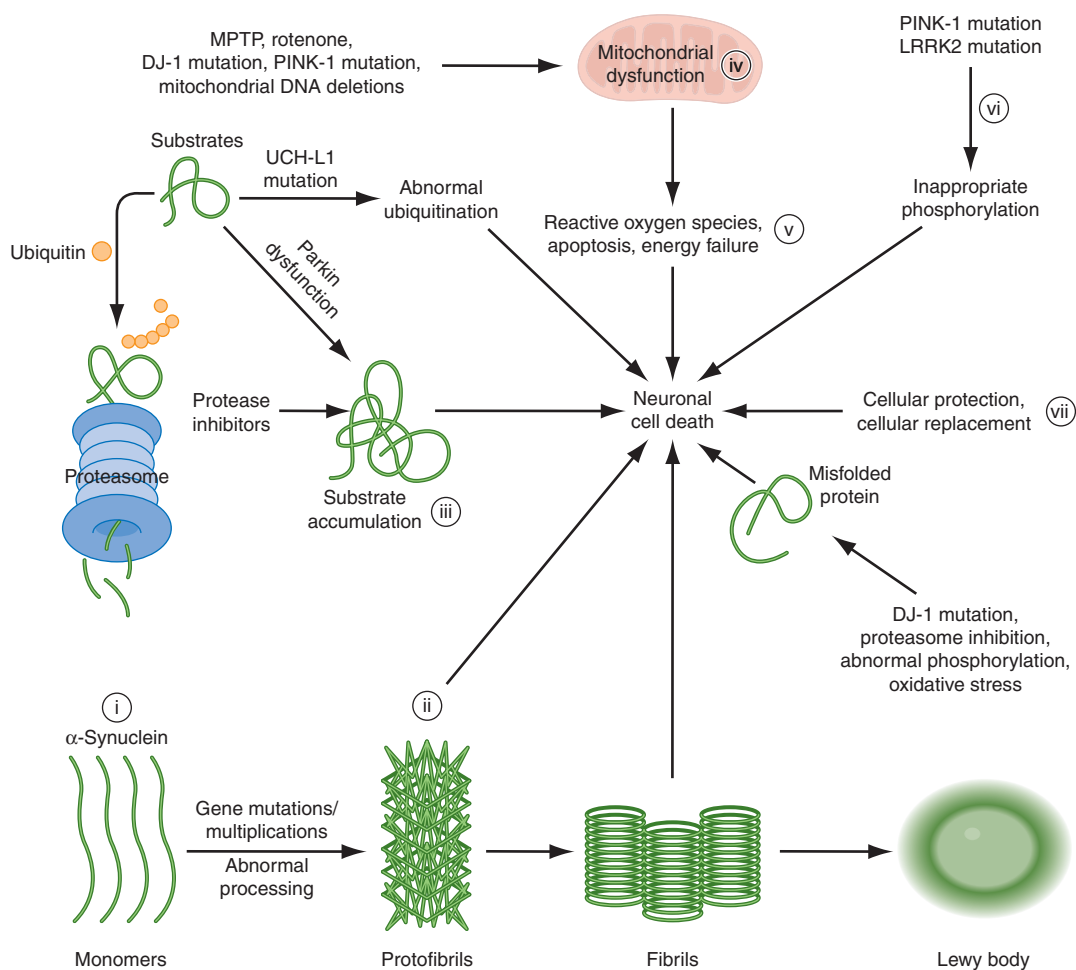 MPTP, rotenone,
DJ-1 mutation, PINK-1 mutation,
mitochondrial DNA deletions
Mitochondrial
dysfunction
iv
PINK-1 mutation
LRRK2 mutation
vi
Substrates
UCH-L1
mutation
Abnormal
ubiquitination
Reactive oxygen species,
apoptosis, energy failure
v
Inappropriate
phosphorylation
Ubiquitin
Parkin
dysfunction
Protease
inhibitors
Neuronal
cell death
Cellular protection,
cellular replacement
vii
Proteasome
Substrate
accumulation
iii
Misfolded
protein
DJ-1 mutation,
proteasome inhibition,
abnormal phosphorylation,
oxidative stress
i
α-Synuclein
ii
Gene mutations/
multiplications
Abnormal
processing
Monomers
Protofibrils
Fibrils
Lewy body